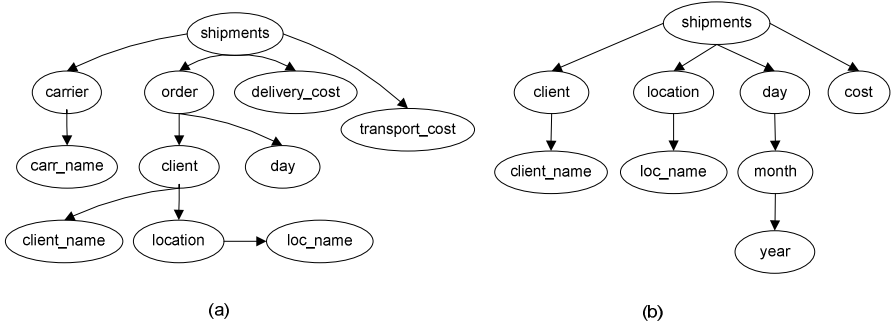 shipments
carrier
order
delivery_cost
transport_cost
carr_name
client
day
client_name
location
loc_name
(a)
shipments
client
location
day
cost
client_name
loc_name
month
year
(b)